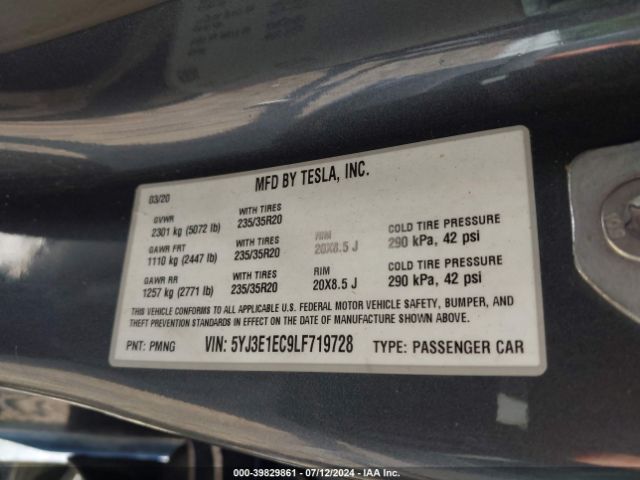 MFD BY TESLA, INC.
03/20
GVWR WITH TIRES
2301 kg (5072 lb) 235/35R20
GAWR FRT WITH TIRES RIM COLD TIRE PRESSURE
1110 kg (2447 lb) 235/35R20 20X8.5 J 290 kPa, 42 psi
GAWR RR WITH TIRES RIM COLD TIRE PRESSURE
1257 kg (2771 lb) 235/35R20 20X8.5 J 290 kPa, 42 psi
THIS VEHICLE CONFORMS TO ALL APPLICABLE U.S. FEDERAL MOTOR VEHICLE SAFETY, BUMPER, AND
THEFT PREVENTION STANDARDS IN EFFECT ON THE DATE OF MANUFACTURE SHOWN ABOVE.
PNT: PMNG VIN: 5YJ3E1EC9LF719728 TYPE: PASSENGER CAR
000-39829861 - 07/12/2024 - IAA Inc.